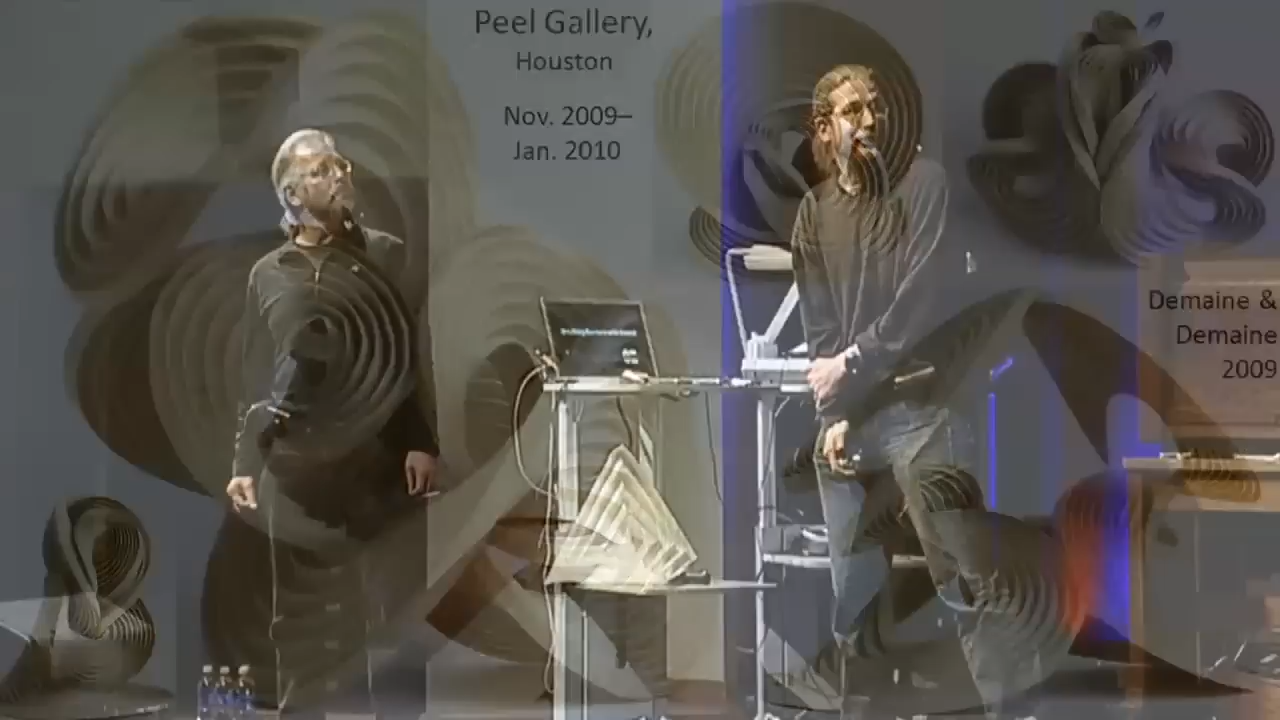 Peel Gallery,
Houston
Nov. 2009–
Jan. 2010
Demaine &
Demaine
2009